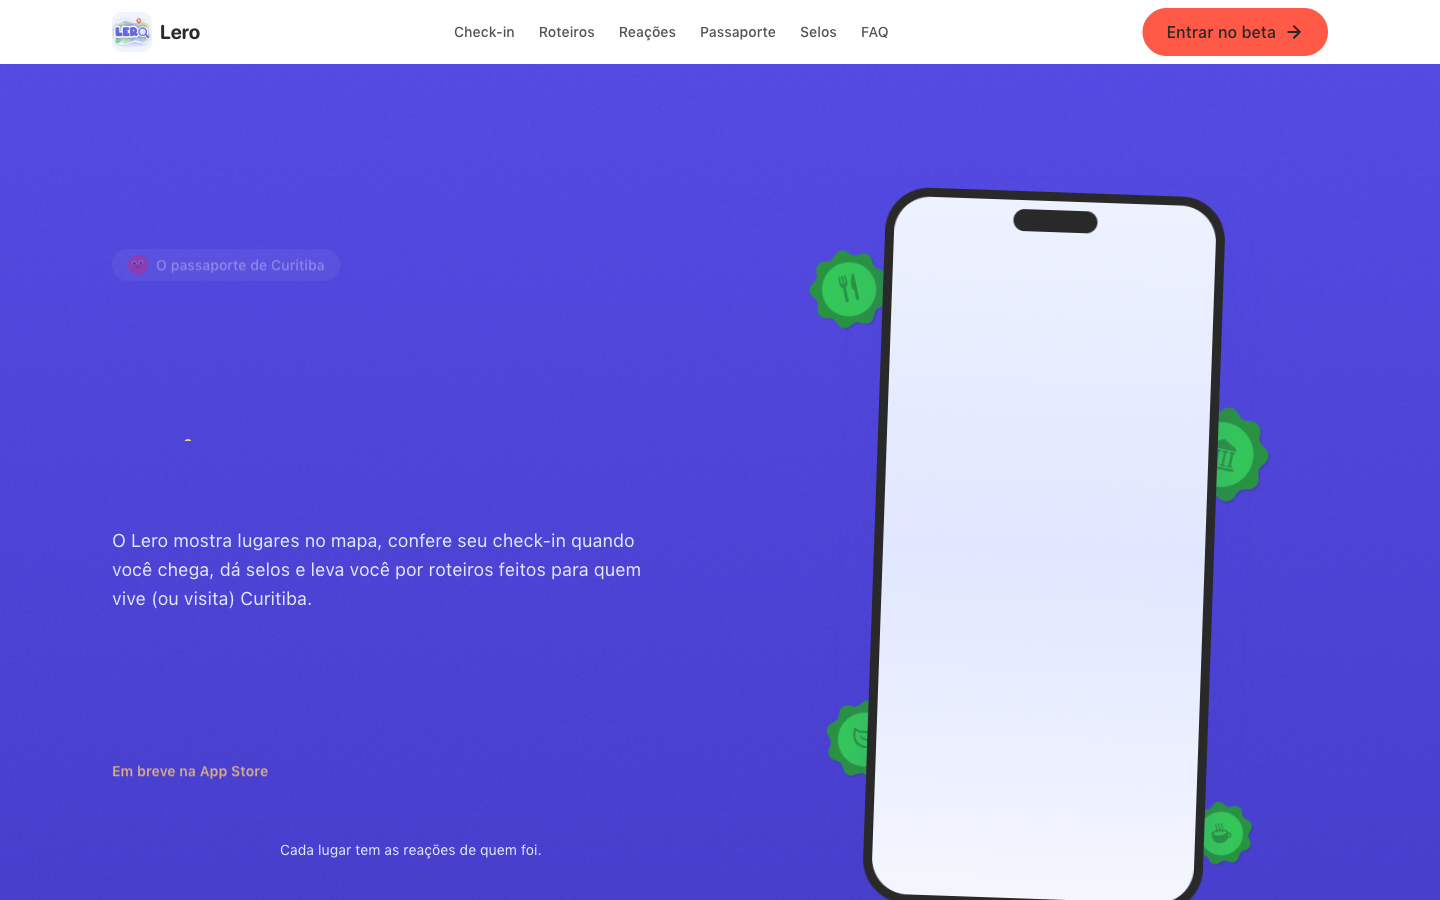 LERO
Lero
Check-in
Roteiros
Reações
Passaporte
Selos
FAQ
Entrar no beta
O passaporte de Curitiba
O Lero mostra lugares no mapa, confere seu check-in quando
você chega, dá selos e leva você por roteiros feitos para quem
vive (ou visita) Curitiba.
Em breve na App Store
Cada lugar tem as reações de quem foi.